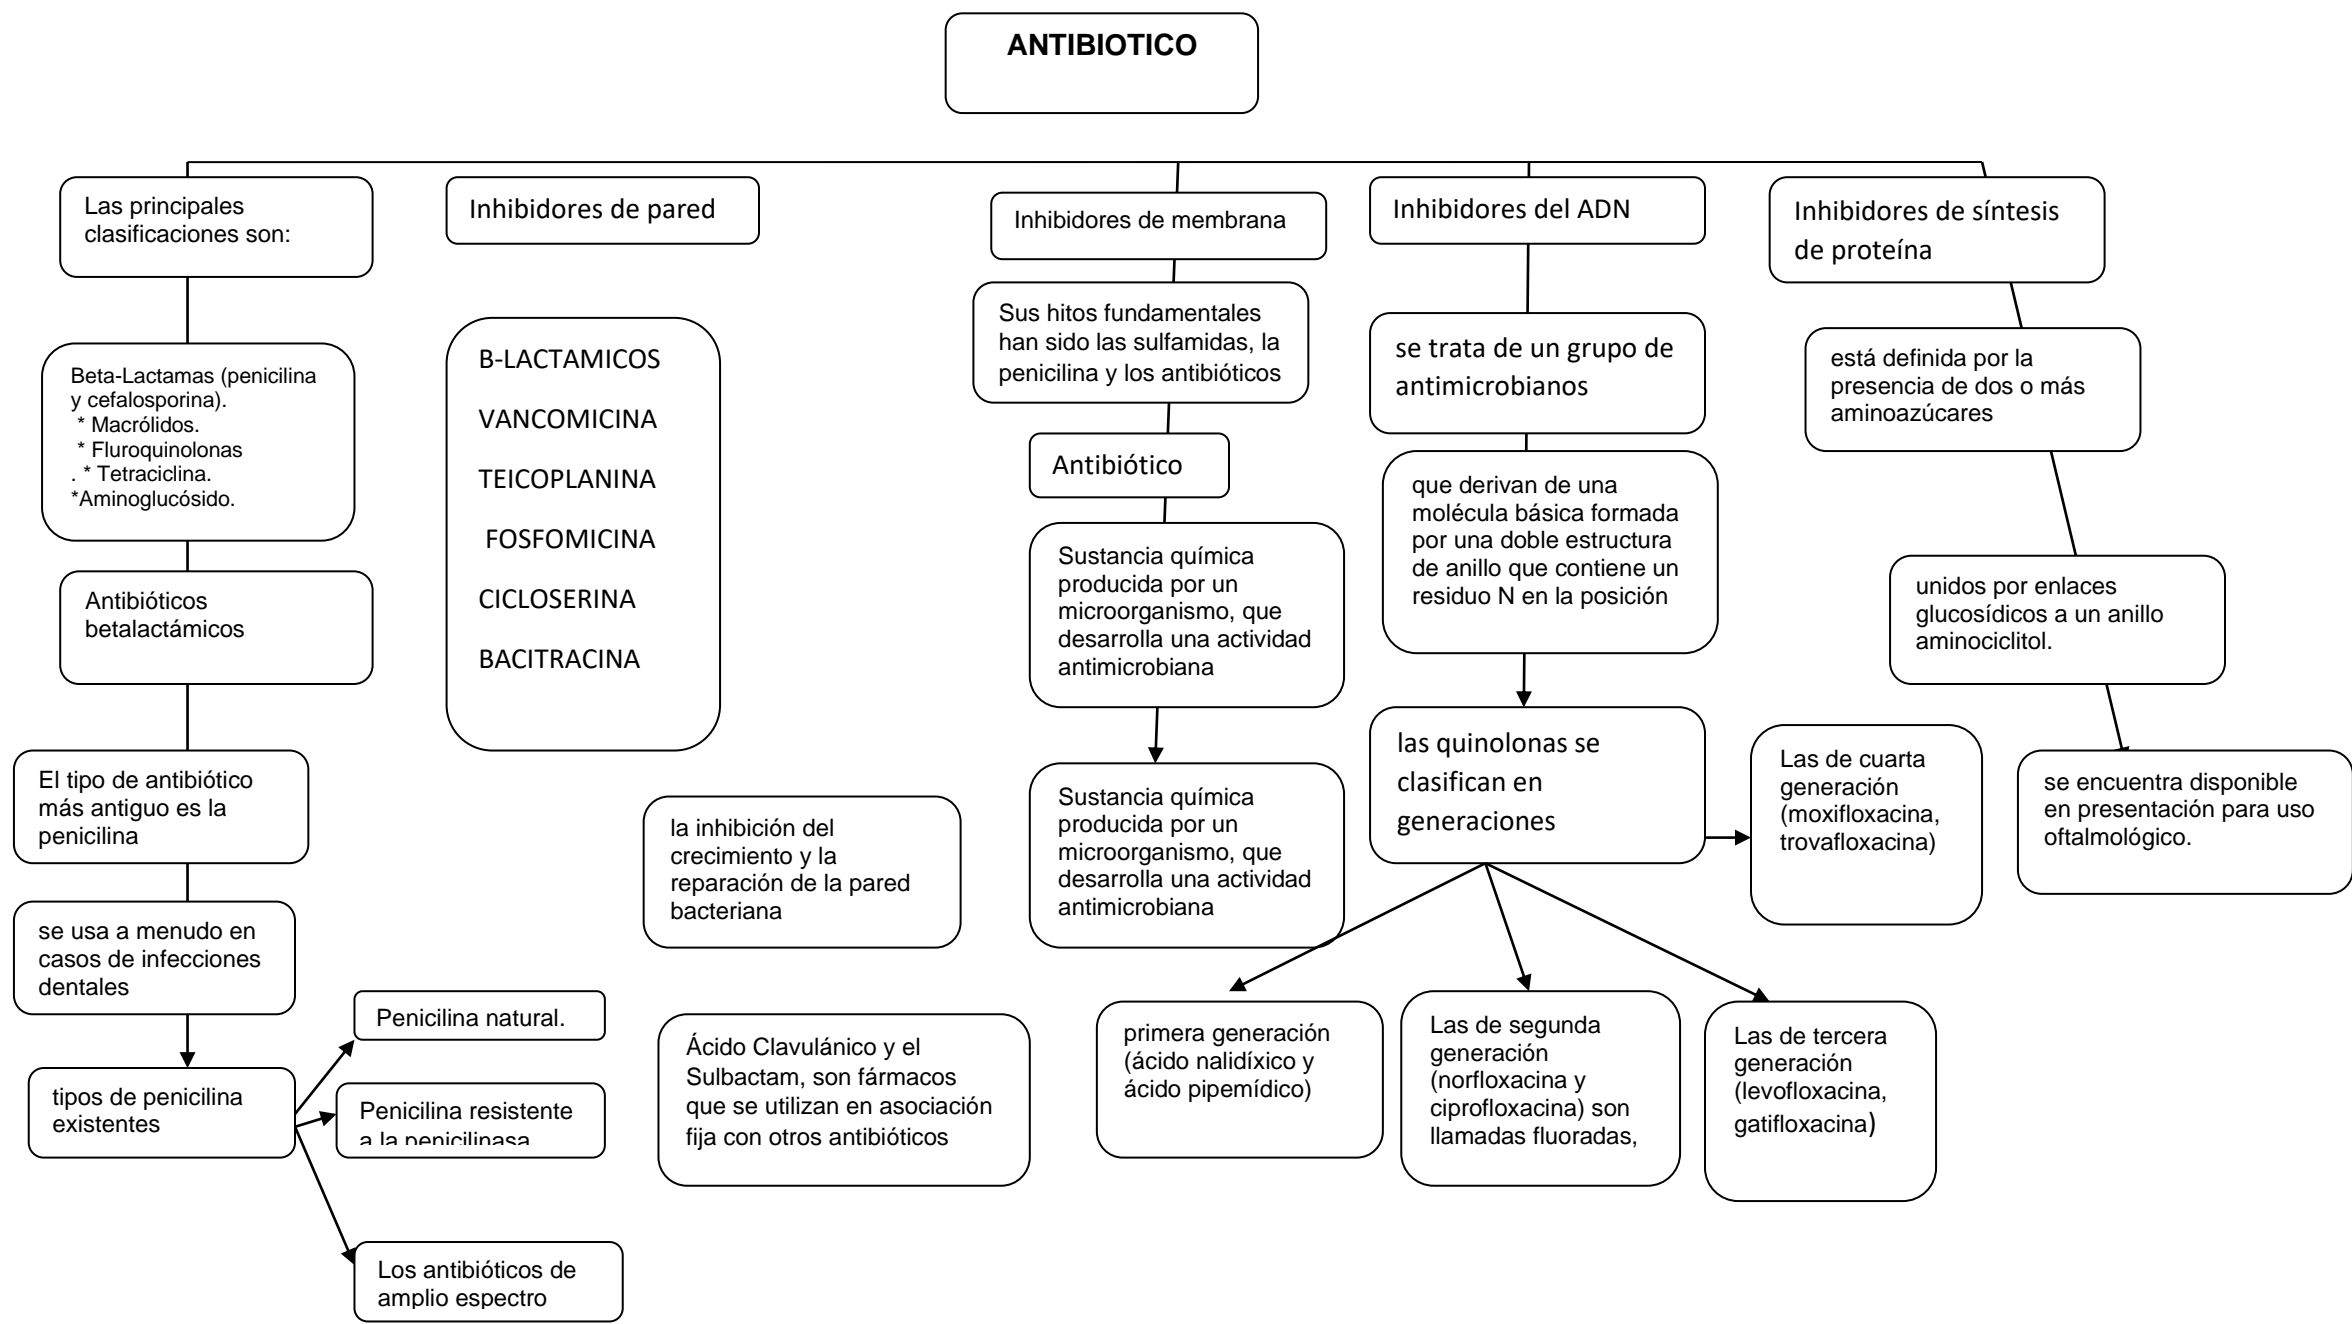 ANTIBIOTICO
Las principales
clasificaciones son:
Inhibidores de pared
Inhibidores de membrana
Inhibidores del ADN
Inhibidores de síntesis
de proteína
Beta-Lactamas (penicilina
y cefalosporina).
* Macrólidos.
* Fluroquinolonas
. * Tetraciclina.
*Aminoglucósido.
Antibióticos
betalactámicos
El tipo de antibiótico
más antiguo es la
penicilina
se usa a menudo en
casos de infecciones
dentales
tipos de penicilina
existentes
Penicilina natural.
Penicilina resistente
a la penicilinasa
Los antibióticos de
amplio espectro
B-LACTAMICOS
VANCOMICINA
TEICOPLANINA
FOSFOMICINA
CICLOSERINA
BACITRACINA
la inhibición del
crecimiento y la
reparación de la pared
bacteriana
Ácido Clavulánico y el
Sulbactam, son fármacos
que se utilizan en asociación
fija con otros antibióticos
Sus hitos fundamentales
han sido las sulfamidas, la
penicilina y los antibióticos
Antibiótico
Sustancia química
producida por un
microorganismo, que
desarrolla una actividad
antimicrobiana
Sustancia química
producida por un
microorganismo, que
desarrolla una actividad
antimicrobiana
se trata de un grupo de
antimicrobianos
que derivan de una
molécula básica formada
por una doble estructura
de anillo que contiene un
residuo N en la posición
las quinolonas se
clasifican en
generaciones
primera generación
(ácido nalidíxico y
ácido pipemídico)
Las de segunda
generación
(norfloxacina y
ciprofloxacina) son
llamadas fluoradas,
Las de tercera
generación
(levofloxacina,
gatifloxacina)
Las de cuarta
generación
(moxifloxacina,
trovafloxacina)
está definida por la
presencia de dos o más
aminoazúcares
unidos por enlaces
glucosídicos a un anillo
aminociclitol.
se encuentra disponible
en presentación para uso
oftalmológico.